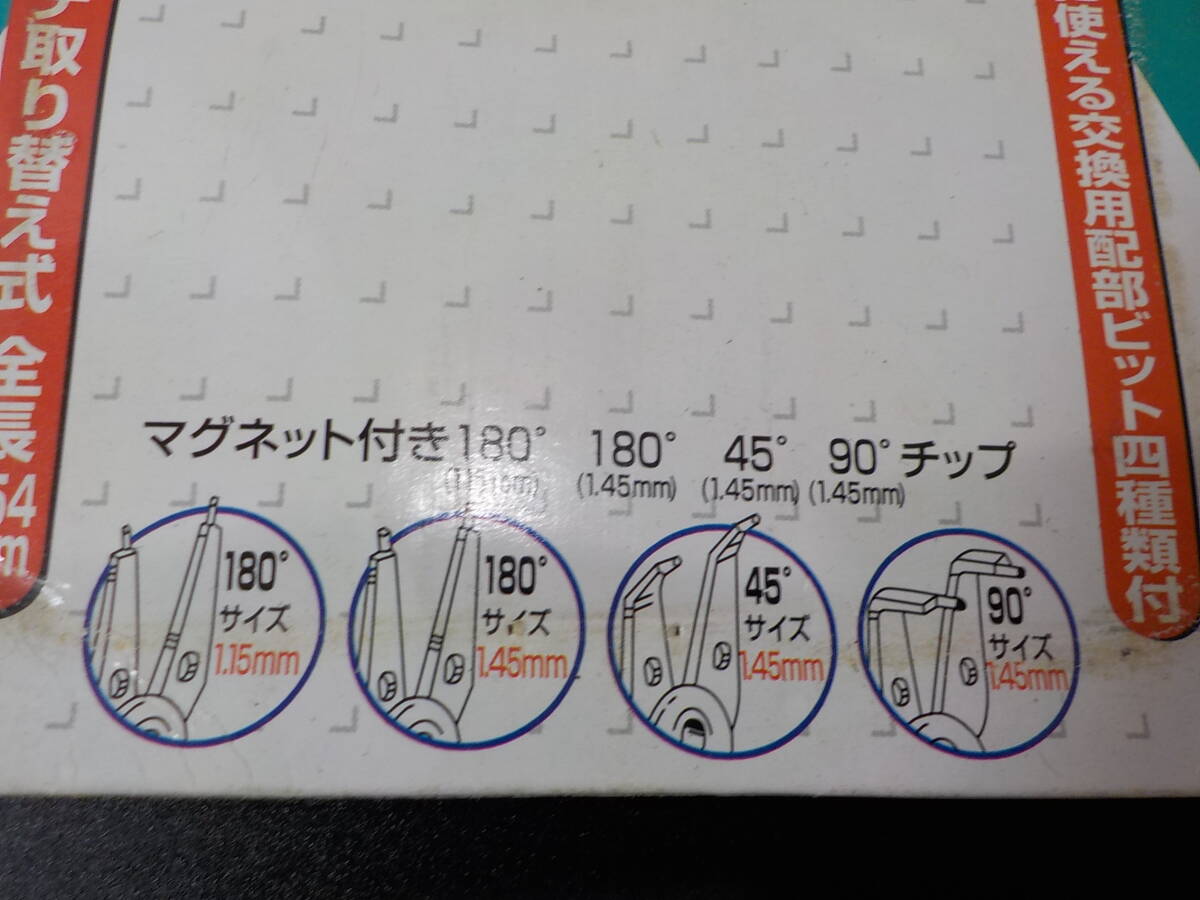 使える交換用配部ビット四種類付
取り替え式 全長
54
マグネット付き 180° 180° 45° 90° チップ
(1.15mm) (1.45mm) (1.45mm) (1.45mm)
180°
サイズ
1.15mm
180°
サイズ
1.45mm
45°
サイズ
1.45mm
90°
サイズ
1.45mm